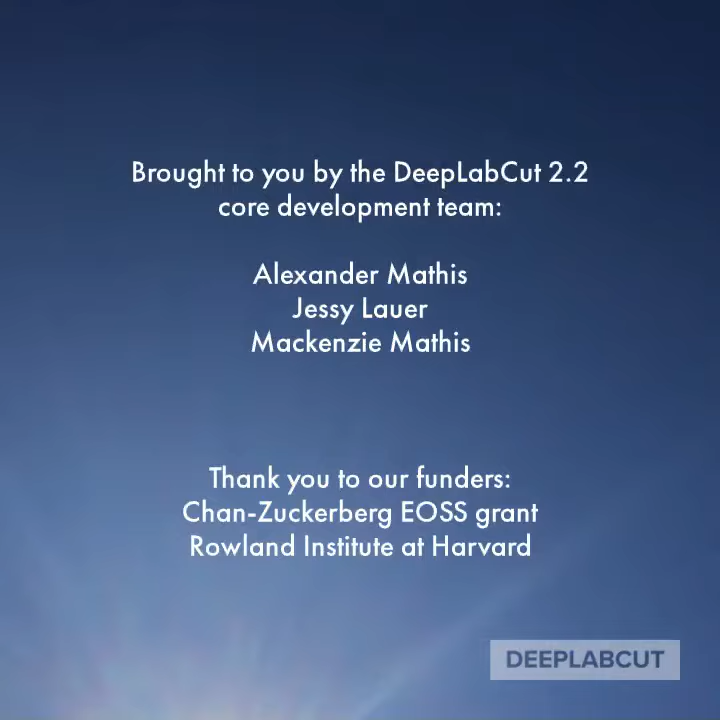 Brought to you by the DeepLabCut 2.2
core development team:
Alexander Mathis
Jessy Lauer
Mackenzie Mathis
Thank you to our funders:
Chan-Zuckerberg EOSS grant
Rowland Institute at Harvard
DEEPLABCUT